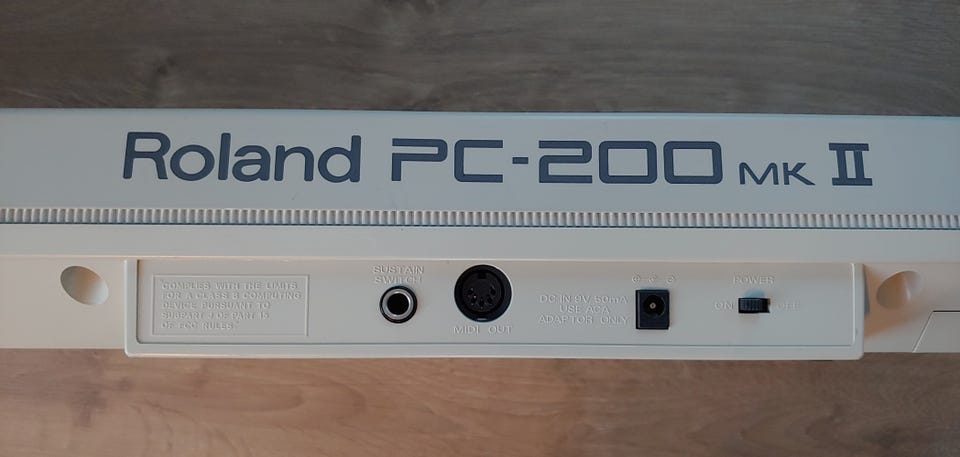 Roland PC-200 MK II
"COMPLIES WITH THE LIMITS
FOR A CLASS B COMPUTING
DEVICE PURSUANT TO
SUBPART J OF PART 15
OF FCC RULES"
SUSTAIN
SWITCH
MIDI OUT
DC IN 9V 50mA
USE ACA
ADAPTOR ONLY
POWER
ON OFF